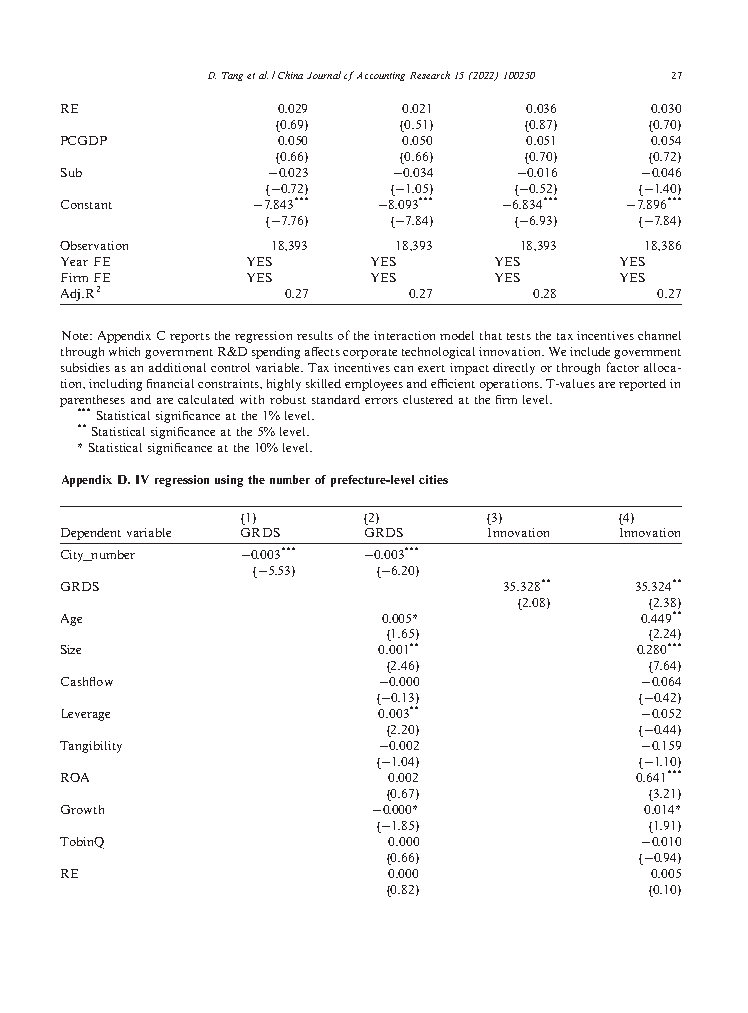 D. Tang et al. / China Journal of Accounting Research 15 (2022) 100250 27
RE 0.029 0.021 0.036 0.030
(0.69) (0.51) (0.87) (0.70)
PCGDP 0.050 0.050 0.051 0.054
(0.66) (0.66) (0.70) (0.72)
Sub −0.023 −0.034 −0.016 −0.046
(−0.72) (−1.05) (−0.52) (−1.40)
Constant −7.843*** −8.093*** −6.834*** −7.896***
(−7.76) (−7.84) (−6.93) (−7.84)
Observation 18,393 18,393 18,393 18,386
Year FE YES YES YES YES
Firm FE YES YES YES YES
Adj.R2 0.27 0.27 0.28 0.27
Note: Appendix C reports the regression results of the interaction model that tests the tax incentives channel
through which government R&D spending affects corporate technological innovation. We include government
subsidies as an additional control variable. Tax incentives can exert impact directly or through factor alloca-
tion, including financial constraints, highly skilled employees and efficient operations. T-values are reported in
parentheses and are calculated with robust standard errors clustered at the firm level.
*** Statistical significance at the 1% level.
** Statistical significance at the 5% level.
* Statistical significance at the 10% level.
Appendix D. IV regression using the number of prefecture-level cities
(1) (2) (3) (4)
Dependent variable GRDS GRDS Innovation Innovation
City_number −0.003*** −0.003***
(−5.53) (−6.20)
GRDS 35.328** 35.324**
(2.08) (2.38)
Age 0.005* 0.449**
(1.65) (2.24)
Size 0.001** 0.280***
(2.46) (7.64)
Cashflow −0.000 −0.064
(−0.13) (−0.42)
Leverage 0.003** −0.052
(2.20) (−0.44)
Tangibility −0.002 −0.159
(−1.04) (−1.10)
ROA 0.002 0.641***
(0.67) (3.21)
Growth −0.000* 0.014*
(−1.85) (1.91)
TobinQ 0.000 −0.010
(0.66) (−0.94)
RE 0.000 0.005
(0.82) (0.10)